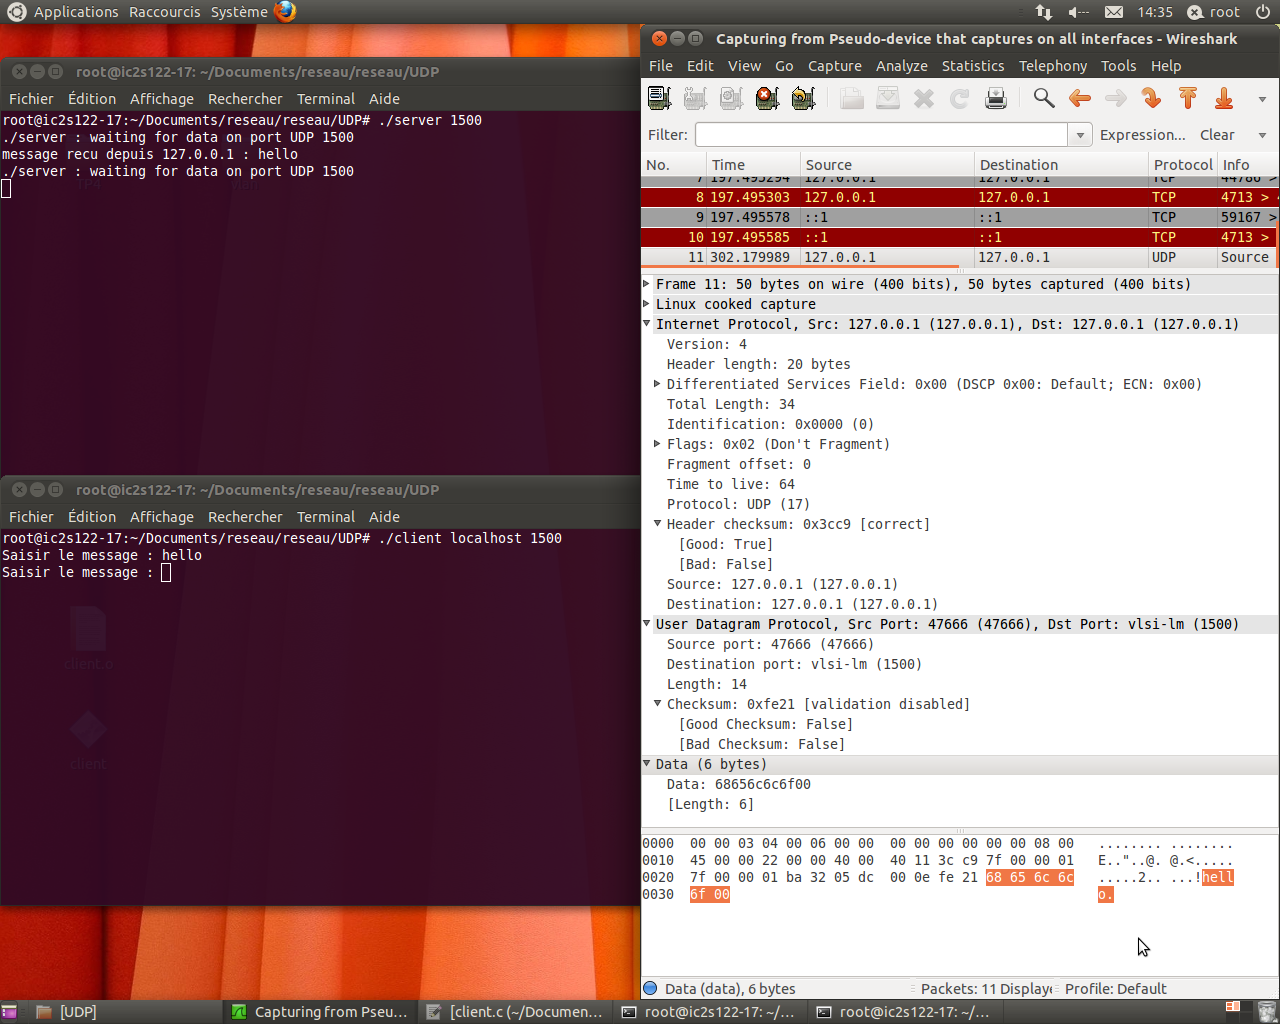 Applications Raccourcis Système 14:35 root
root@ic2s122-17: ~/Documents/reseau/reseau/UDP
Fichier Édition Affichage Rechercher Terminal Aide
root@ic2s122-17:~/Documents/reseau/reseau/UDP# ./server 1500
./server : waiting for data on port UDP 1500
message recu depuis 127.0.0.1 : hello
./server : waiting for data on port UDP 1500
root@ic2s122-17: ~/Documents/reseau/reseau/UDP
Fichier Édition Affichage Rechercher Terminal Aide
root@ic2s122-17:~/Documents/reseau/reseau/UDP# ./client localhost 1500
Saisir le message : hello
Saisir le message :
client.c
client
Capturing from Pseudo-device that captures on all interfaces - Wireshark
File Edit View Go Capture Analyze Statistics Telephony Tools Help
Filter: Expression... Clear
No. Time Source Destination Protocol Info
7 197.495294 127.0.0.1 127.0.0.1 TCP 44786 >
8 197.495303 127.0.0.1 127.0.0.1 TCP 4713 >
9 197.495578 ::1 ::1 TCP 59167 >
10 197.495585 ::1 ::1 TCP 4713 >
11 302.179989 127.0.0.1 127.0.0.1 UDP Source
Frame 11: 50 bytes on wire (400 bits), 50 bytes captured (400 bits)
Linux cooked capture
Internet Protocol, Src: 127.0.0.1 (127.0.0.1), Dst: 127.0.0.1 (127.0.0.1)
Version: 4
Header length: 20 bytes
Differentiated Services Field: 0x00 (DSCP 0x00: Default; ECN: 0x00)
Total Length: 34
Identification: 0x0000 (0)
Flags: 0x02 (Don't Fragment)
Fragment offset: 0
Time to live: 64
Protocol: UDP (17)
Header checksum: 0x3cc9 [correct]
[Good: True]
[Bad: False]
Source: 127.0.0.1 (127.0.0.1)
Destination: 127.0.0.1 (127.0.0.1)
User Datagram Protocol, Src Port: 47666 (47666), Dst Port: vlsi-lm (1500)
Source port: 47666 (47666)
Destination port: vlsi-lm (1500)
Length: 14
Checksum: 0xfe21 [validation disabled]
[Good Checksum: False]
[Bad Checksum: False]
Data (6 bytes)
Data: 68656c6c6f00
[Length: 6]
0000 00 00 03 04 00 06 00 00 00 00 00 00 00 00 08 00 ........ ........
0010 45 00 00 22 00 00 40 00 40 11 3c c9 7f 00 00 01 E.."..@. @.<.....
0020 7f 00 00 01 ba 32 05 dc 00 0e fe 21 68 65 6c 6c .....2.. ...!hell
0030 6f 00 o.
Data (data), 6 bytes Packets: 11 Displaye Profile: Default
[UDP] Capturing from Pseu... [client.c (~/Documen... root@ic2s122-17: ~/... root@ic2s122-17: ~/...